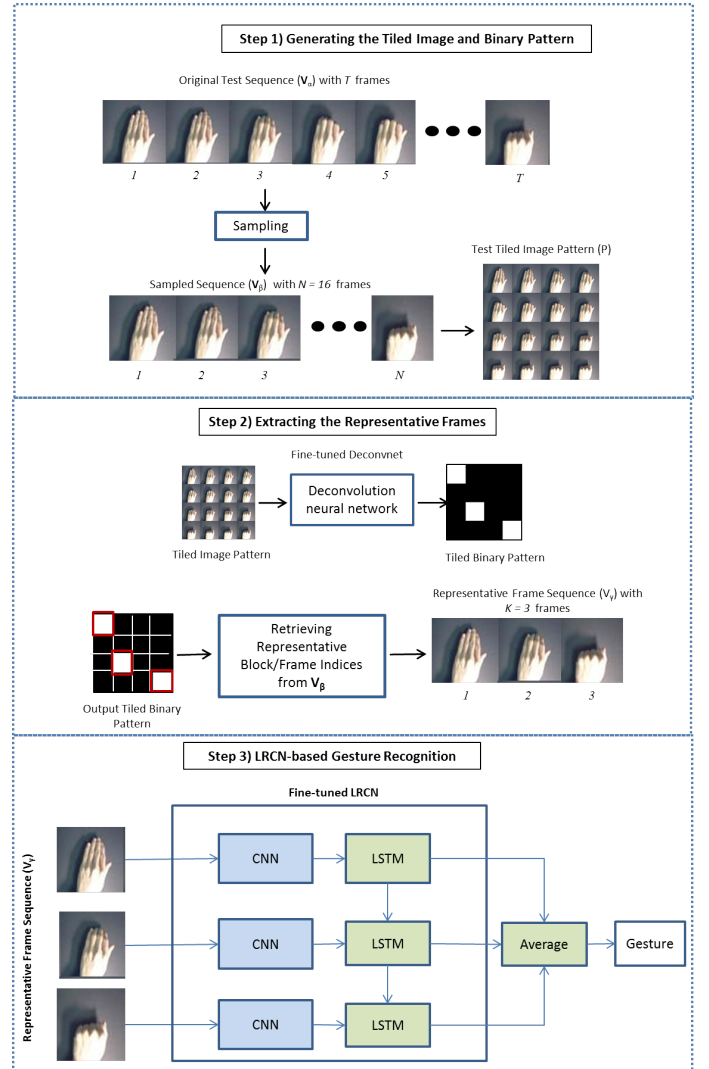 Step 1) Generating the Tiled Image and Binary Pattern
Original Test Sequence (Vα) with T frames
1 2 3 4 5 T
Sampling
Test Tiled Image Pattern (P)
Sampled Sequence (Vβ) with N = 16 frames
1 2 3 N
Step 2) Extracting the Representative Frames
Fine-tuned Deconvnet
Deconvolution
neural network
Tiled Image Pattern
Tiled Binary Pattern
Representative Frame Sequence (Vγ) with
K = 3 frames
Retrieving
Representative
Block/Frame Indices
from Vβ
1 2 3
Output Tiled Binary
Pattern
Step 3) LRCN-based Gesture Recognition
Fine-tuned LRCN
Representative Frame Sequence (Vγ)
CNN LSTM
CNN LSTM Average Gesture
CNN LSTM